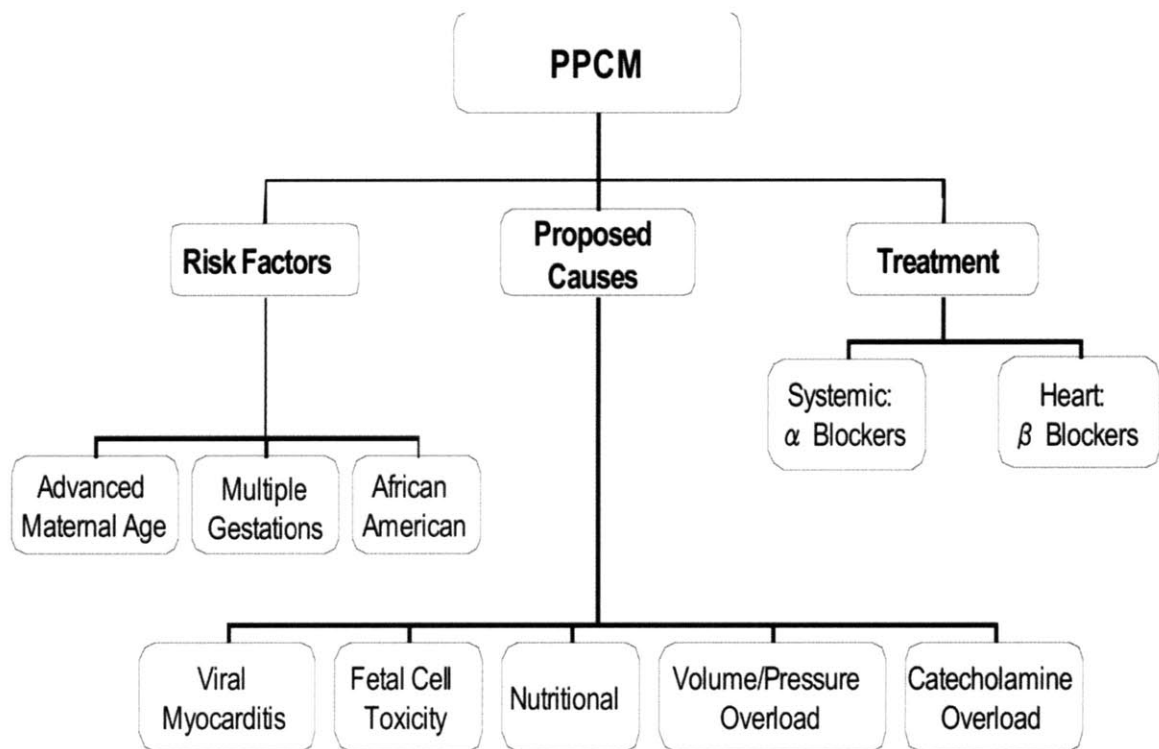 PPCM
Risk Factors
Proposed
Causes
Treatment
Systemic:
α Blockers
Heart:
β Blockers
Advanced
Maternal Age
Multiple
Gestations
African
American
Viral
Myocarditis
Fetal Cell
Toxicity
Nutritional
Volume/Pressure
Overload
Catecholamine
Overload